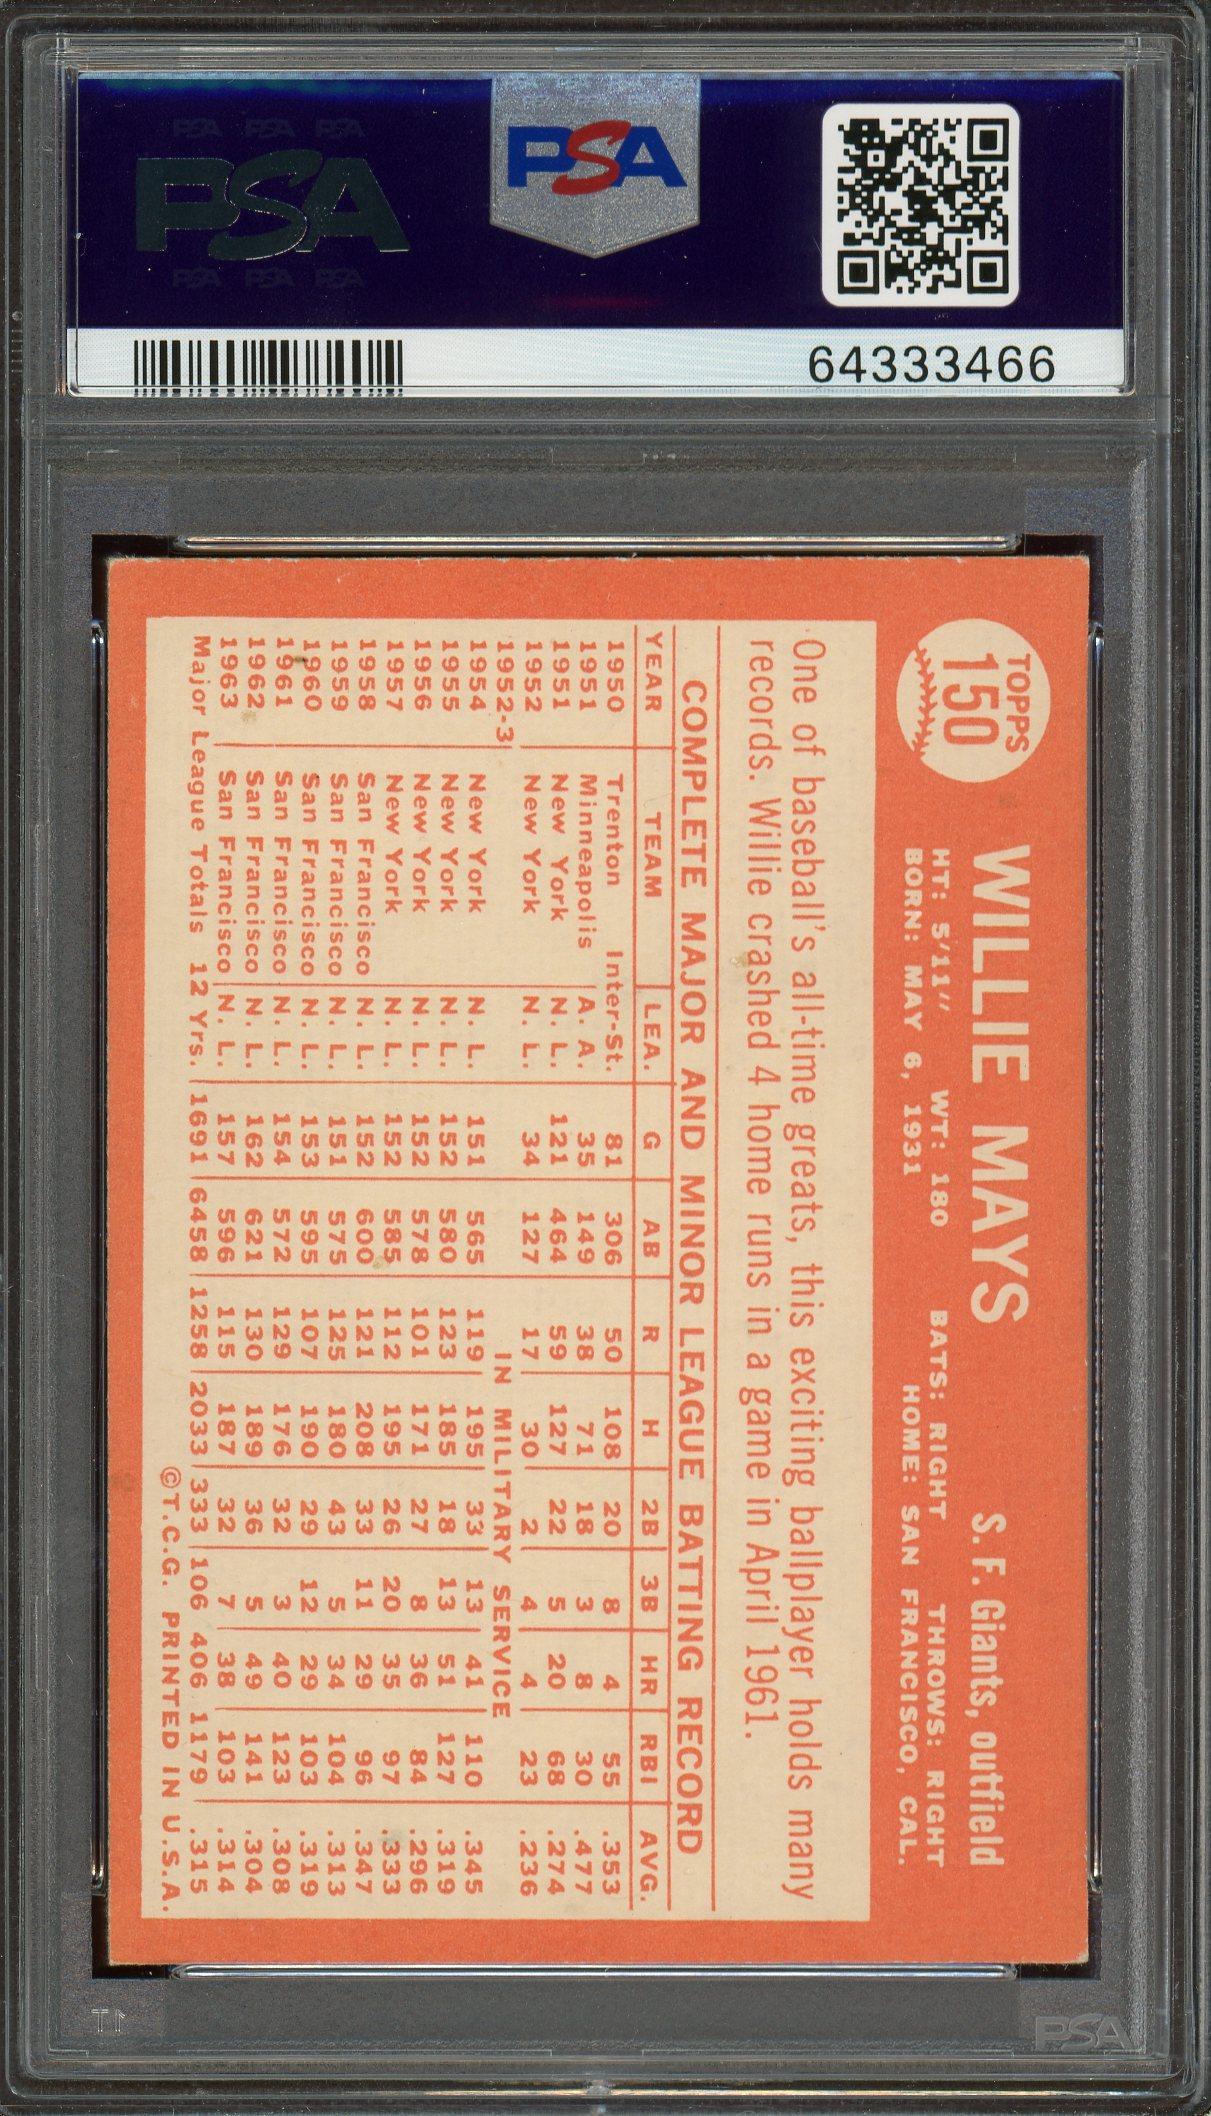 PSA PSA PSA
PSA
PSA PSA PSA
PSA
64333466
TOPPS
150
WILLIE MAYS S. F. Giants, outfield
HT: 5'11" WT: 180 BATS: RIGHT THROWS: RIGHT
BORN: MAY 6, 1931 HOME: SAN FRANCISCO, CAL.
One of baseball's all-time greats, this exciting ballplayer holds many
records. Willie crashed 4 home runs in a game in April 1961.
COMPLETE MAJOR AND MINOR LEAGUE BATTING RECORD
YEAR TEAM LEA. G AB R H 2B 3B HR RBI AVG.
1950 Trenton Inter-St. 81 306 50 108 20 8 4 55 .353
1951 Minneapolis A. A. 35 149 38 71 18 3 8 30 .477
1951 New York N. L. 121 464 59 127 22 5 20 68 .274
1952 New York N. L. 34 127 17 30 2 4 4 23 .236
1952-3 IN MILITARY SERVICE
1954 New York N. L. 151 565 119 195 33 13 41 110 .345
1955 New York N. L. 152 580 123 185 18 13 51 127 .319
1956 New York N. L. 152 578 101 171 27 8 36 84 .296
1957 New York N. L. 152 585 112 195 26 20 35 97 .333
1958 San Francisco N. L. 152 600 121 208 33 11 29 96 .347
1959 San Francisco N. L. 151 575 125 180 43 5 34 104 .313
1960 San Francisco N. L. 153 595 107 190 29 12 29 103 .319
1961 San Francisco N. L. 154 572 129 176 32 3 40 123 .308
1962 San Francisco N. L. 162 621 130 189 36 5 49 141 .304
1963 San Francisco N. L. 157 596 115 187 32 7 38 103 .314
Major League Totals 12 Yrs. 1691 6458 1258 2033 333 106 406 1179 .315
©T.C.G. PRINTED IN U.S.A.
PSA